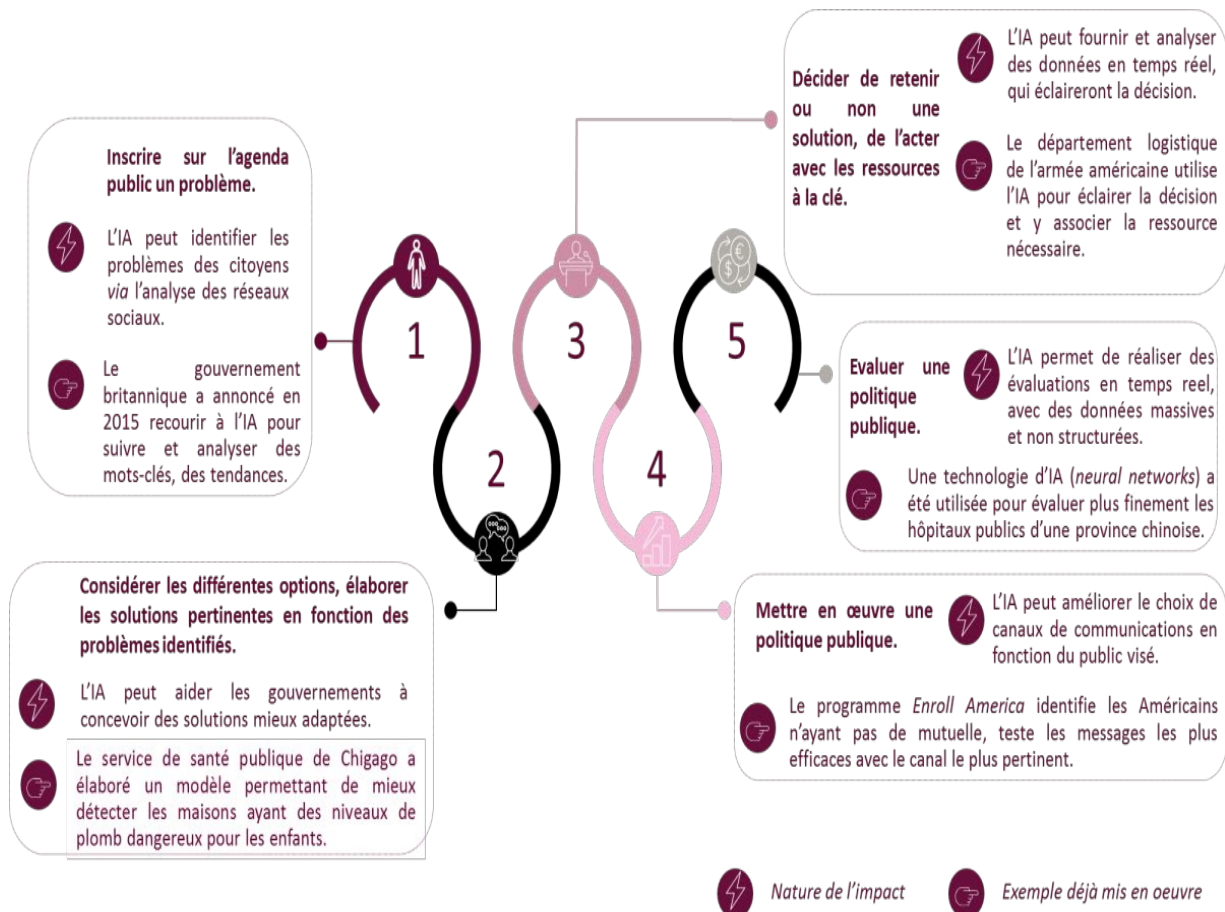 Inscrire sur l'agenda
public un problème.
L'IA peut identifier les
problèmes des citoyens
via l'analyse des réseaux
sociaux.
Le gouvernement
britannique a annoncé en
2015 recourir à l'IA pour
suivre et analyser des
mots-clés, des tendances.
1
2
3
4
5
Considérer les différentes options, élaborer
les solutions pertinentes en fonction des
problèmes identifiés.
L'IA peut aider les gouvernements à
concevoir des solutions mieux adaptées.
Le service de santé publique de Chigago a
élaboré un modèle permettant de mieux
détecter les maisons ayant des niveaux de
plomb dangereux pour les enfants.
Décider de retenir
ou non une
solution, de l'acter
avec les ressources
à la clé.
L'IA peut fournir et analyser
des données en temps réel,
qui éclaireront la décision.
Le département logistique
de l'armée américaine utilise
l'IA pour éclairer la décision
et y associer la ressource
nécessaire.
Mettre en œuvre une
politique publique.
L'IA peut améliorer le choix de
canaux de communications en
fonction du public visé.
Le programme Enroll America identifie les Américains
n'ayant pas de mutuelle, teste les messages les plus
efficaces avec le canal le plus pertinent.
Evaluer une
politique
publique.
L'IA permet de réaliser des
évaluations en temps reel,
avec des données massives
et non structurées.
Une technologie d'IA (neural networks) a
été utilisée pour évaluer plus finement les
hôpitaux publics d'une province chinoise.
€
$
Nature de l'impact
Exemple déjà mis en oeuvre